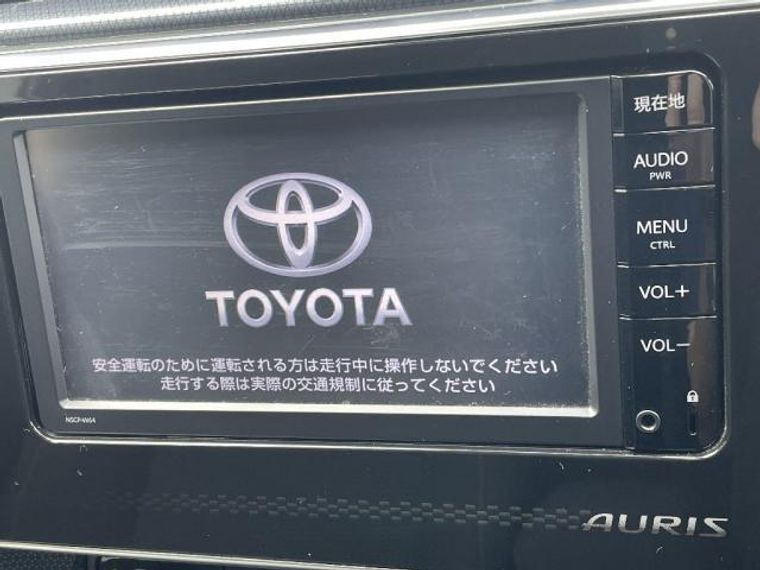 現在地
AUDIO
PWR
MENU
CTRL
VOL+
VOL-
TOYOTA
安全運転のために運転される方は走行中に操作しないでください
走行する際は実際の交通規制に従ってください
NSCP-W64
AURIS